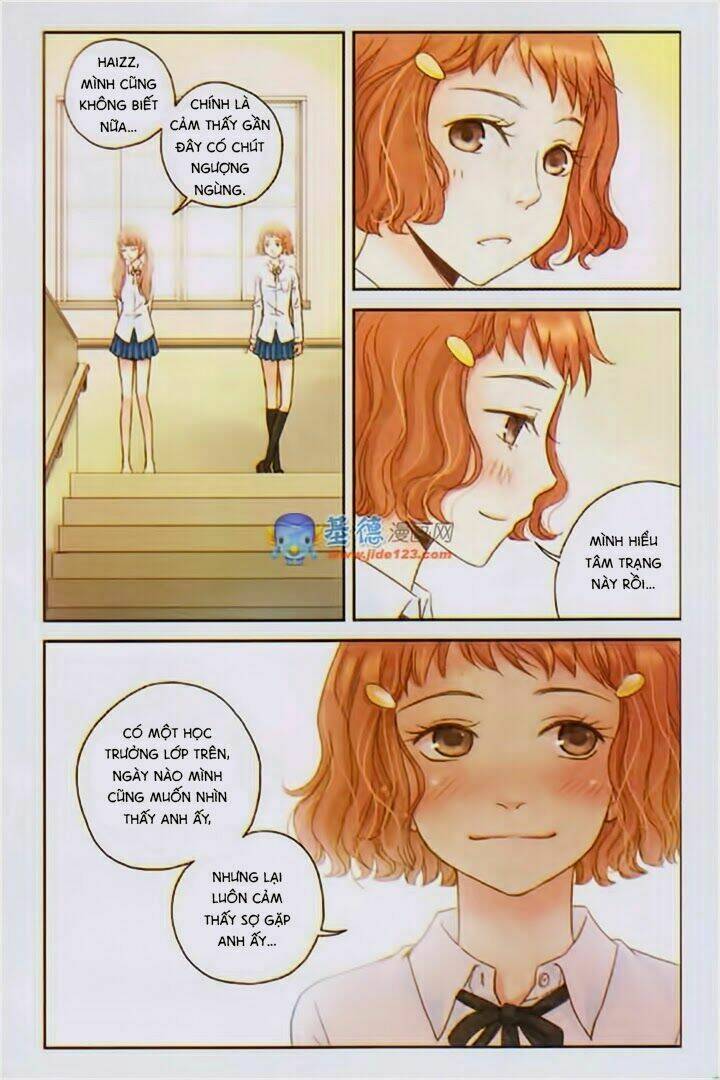 HAIZZ,
MÌNH CŨNG
KHÔNG BIẾT
NỮA...
CHÍNH LÀ
CẢM THẤY GẦN
ĐÂY CÓ CHÚT
NGƯỢNG
NGÙNG.
MÌNH HIỂU
TÂM TRẠNG
NÀY RỒI...
基德漫画网
www.jide123.com
CÓ MỘT HỌC
TRƯỞNG LỚP TRÊN,
NGÀY NÀO MÌNH
CŨNG MUỐN NHÌN
THẤY ANH ẤY,
NHƯNG LẠI
LUÔN CẢM
THẤY SỢ GẶP
ANH ẤY...